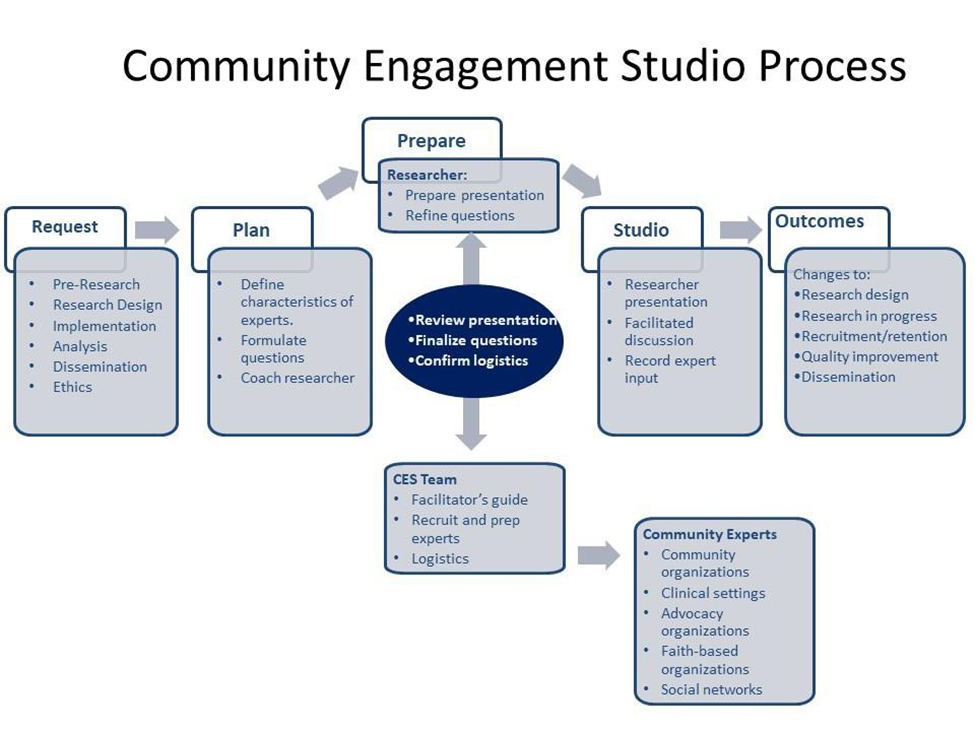 Community Engagement Studio Process
Request
• Pre-Research
• Research Design
• Implementation
• Analysis
• Dissemination
• Ethics
Plan
• Define
characteristics of
experts.
• Formulate
questions
• Coach researcher
Prepare
Researcher:
• Prepare presentation
• Refine questions
•Review presentation
•Finalize questions
•Confirm logistics
CES Team
• Facilitator’s guide
• Recruit and prep
experts
• Logistics
Community Experts
• Community
organizations
• Clinical settings
• Advocacy
organizations
• Faith-based
organizations
• Social networks
Studio
• Researcher
presentation
• Facilitated
discussion
• Record expert
input
Outcomes
Changes to:
•Research design
•Research in progress
•Recruitment/retention
•Quality improvement
•Dissemination